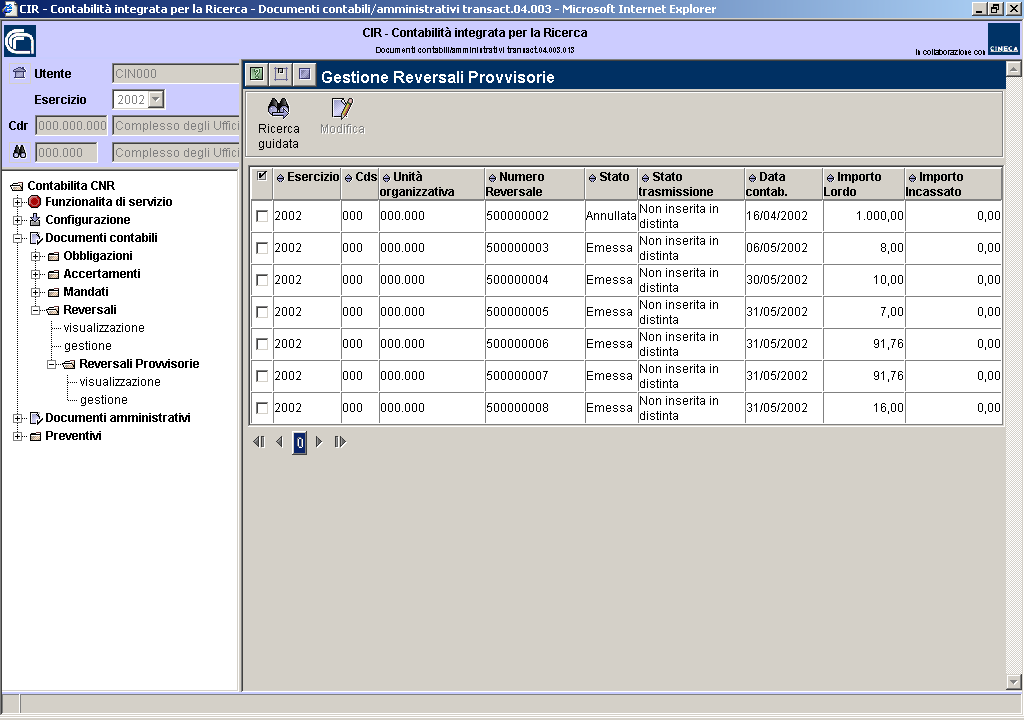 CIR - Contabilità integrata per la Ricerca - Documenti contabili/amministrativi transact.04.003 - Microsoft Internet Explorer
CIR - Contabilità integrata per la Ricerca
Documenti contabili/amministrativi transact.04.003.013
In collaborazione con
CINECA
Utente CIN000
Esercizio 2002
Cdr 000.000.000 Complesso degli Uffici
000.000 Complesso degli Uffici
Contabilita CNR
Funzionalita di servizio
Configurazione
Documenti contabili
Obbligazioni
Accertamenti
Mandati
Reversali
visualizzazione
gestione
Reversali Provvisorie
visualizzazione
gestione
Documenti amministrativi
Preventivi
Gestione Reversali Provvisorie
Ricerca guidata
Modifica
Esercizio Cds Unità organizzativa Numero Reversale Stato Stato trasmissione Data contab. Importo Lordo Importo Incassato
2002 000 000.000 500000002 Annullata Non inserita in distinta 16/04/2002 1.000,00 0,00
2002 000 000.000 500000003 Emessa Non inserita in distinta 06/05/2002 8,00 0,00
2002 000 000.000 500000004 Emessa Non inserita in distinta 30/05/2002 10,00 0,00
2002 000 000.000 500000005 Emessa Non inserita in distinta 31/05/2002 7,00 0,00
2002 000 000.000 500000006 Emessa Non inserita in distinta 31/05/2002 91,76 0,00
2002 000 000.000 500000007 Emessa Non inserita in distinta 31/05/2002 91,76 0,00
2002 000 000.000 500000008 Emessa Non inserita in distinta 31/05/2002 16,00 0,00
0